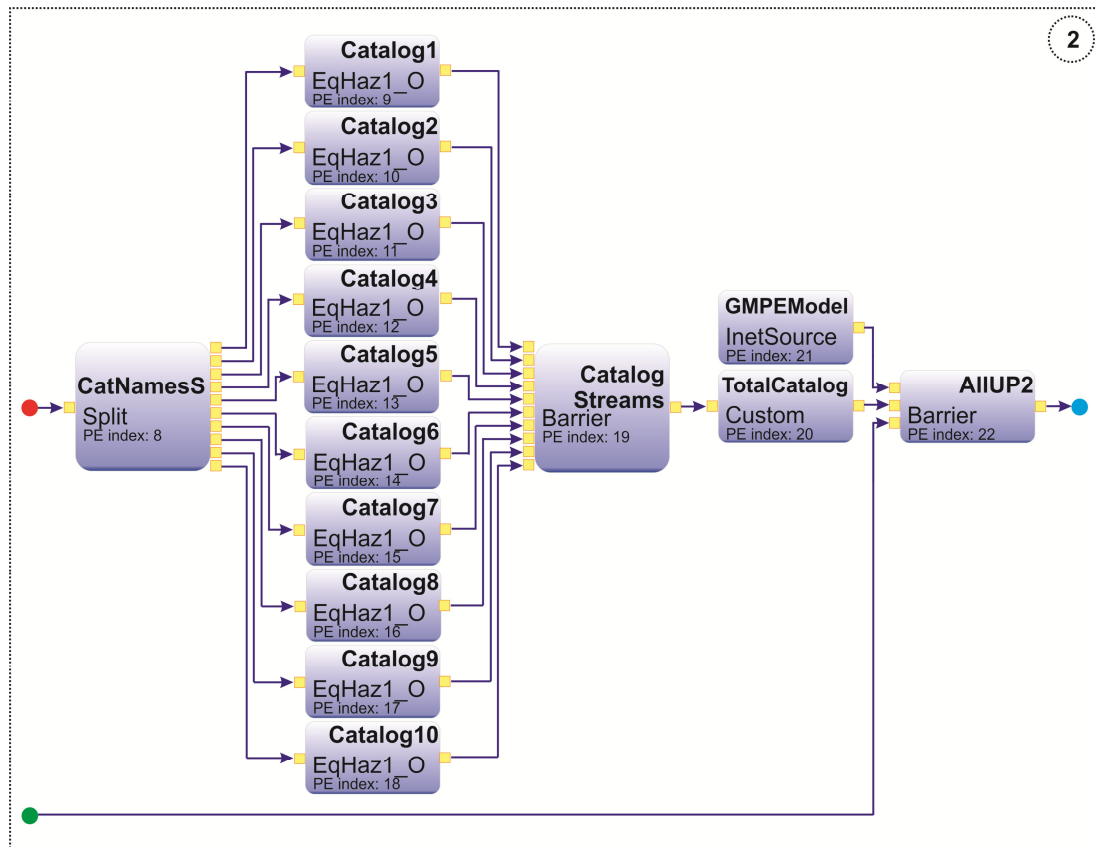 2
Catalog1
EqHaz1_O
PE index: 9
Catalog2
EqHaz1_O
PE index: 10
Catalog3
EqHaz1_O
PE index: 11
Catalog4
EqHaz1_O
PE index: 12
Catalog5
EqHaz1_O
PE index: 13
Catalog6
EqHaz1_O
PE index: 14
Catalog7
EqHaz1_O
PE index: 15
Catalog8
EqHaz1_O
PE index: 16
Catalog9
EqHaz1_O
PE index: 17
Catalog10
EqHaz1_O
PE index: 18
CatNamesS
Split
PE index: 8
Catalog
Streams
Barrier
PE index: 19
GMPEModel
InetSource
PE index: 21
TotalCatalog
Custom
PE index: 20
AllUP2
Barrier
PE index: 22